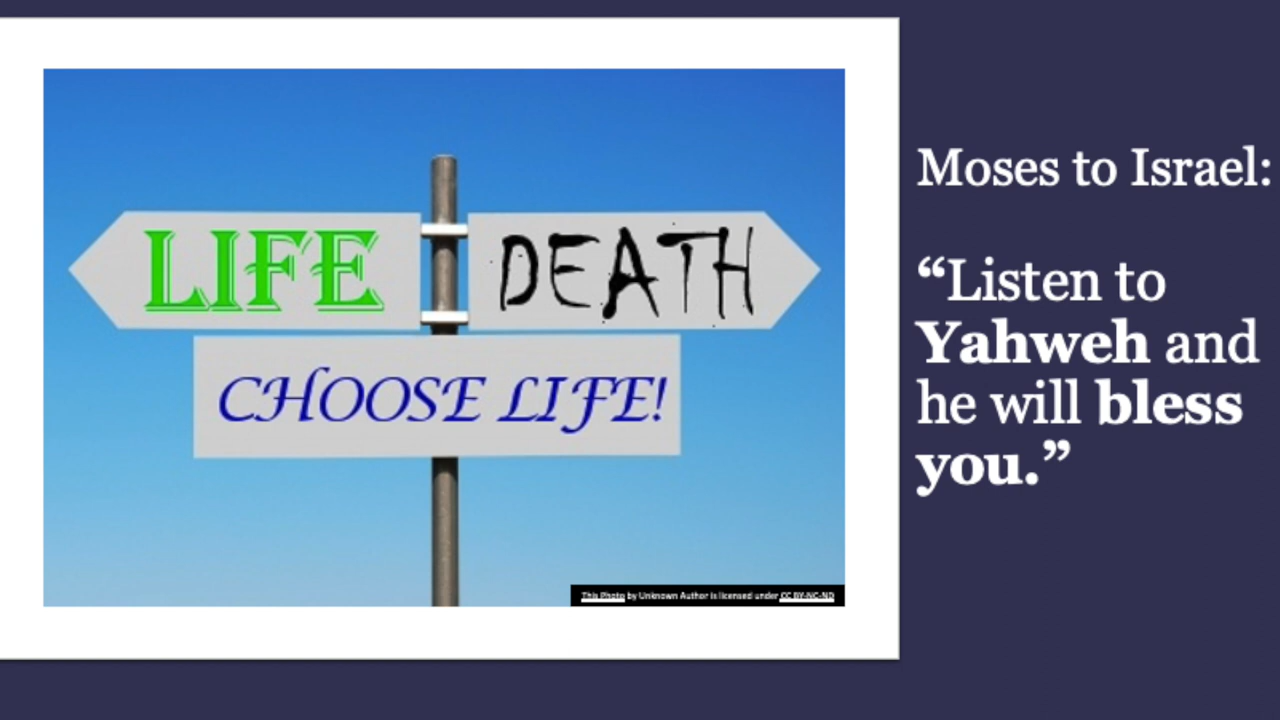 LIFE
DEATH
CHOOSE LIFE!
This Photo by Unknown Author is licensed under CC BY-NC-ND
Moses to Israel:
“Listen to
Yahweh and
he will bless
you.”